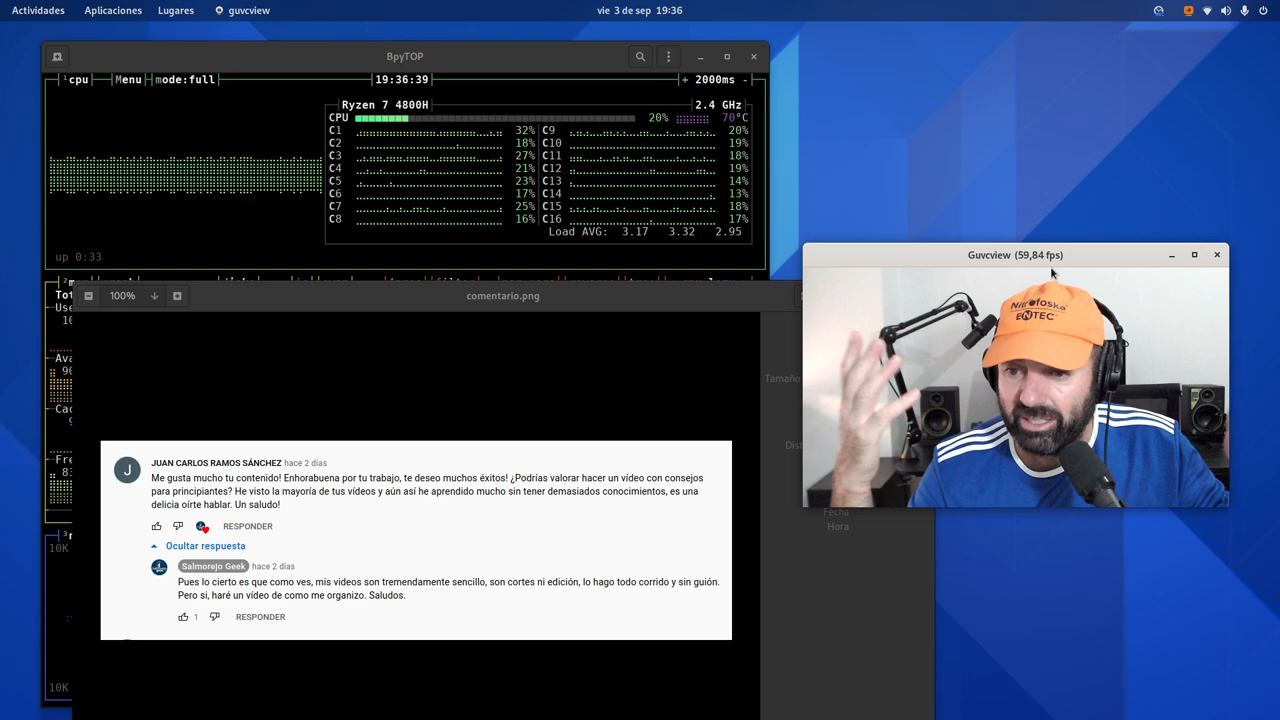 Actividades Aplicaciones Lugares guvcview vie 3 de sep 19:36
BpyTOP
¹cpu Menu mode:full 19:36:39 + 2000ms -
Ryzen 7 4800H 2.4 GHz
CPU 20% 70°C
C1 32% C9 20%
C2 18% C10 19%
C3 27% C11 18%
C4 21% C12 19%
C5 23% C13 14%
C6 17% C14 13%
C7 25% C15 18%
C8 16% C16 17%
Load AVG: 3.17 3.32 2.95
up 0:33
Guvcview (59,84 fps)
Nitrofoska
ENTEC
100% comentario.png
Tamaño
Fecha
Hora
10K
10K
JUAN CARLOS RAMOS SÁNCHEZ hace 2 días
Me gusta mucho tu contenido! Enhorabuena por tu trabajo, te deseo muchos éxitos! ¿Podrías valorar hacer un vídeo con consejos
para principiantes? He visto la mayoría de tus vídeos y aún así he aprendido mucho sin tener demasiados conocimientos, es una
delicia oírte hablar. Un saludo!
RESPONDER
Ocultar respuesta
Salmorejo Geek hace 2 días
Pues lo cierto es que como ves, mis videos son tremendamente sencillo, son cortes ni edición, lo hago todo corrido y sin guión.
Pero si, haré un vídeo de como me organizo. Saludos.
1 RESPONDER